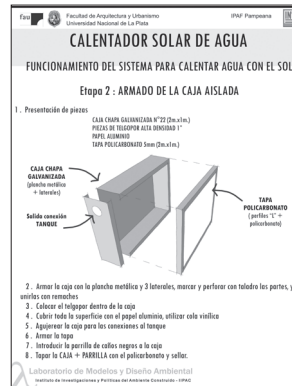 faro
Facultad de Arquitectura y Urbanismo
Universidad Nacional de La Plata
IPAF Pampeana
CALENTADOR SOLAR DE AGUA
FUNCIONAMIENTO DEL SISTEMA PARA CALENTAR AGUA CON EL SOL
Etapa 2 : ARMADO DE LA CAJA AISLADA
1 . Presentación de piezas
CAJA CHAPA GALVANIZADA N°22 (2m.x1m.)
PIEZAS DE TELGOPOR ALTA DENSIDAD 1"
PAPEL ALUMINIO
TAPA POLICARBONATO 5mm (2m.x1m.)
CAJA CHAPA
GALVANIZADA
(plancha metálica
+ laterales)
Salida conexión
TANQUE
TAPA
POLICARBONATO
( perfiles "L" +
policarbonato)
2 . Armar la caja con la plancha metálica y 3 laterales, marcar y perforar con taladro las partes, y
unirlas con remaches
3 . Colocar el telgopor dentro de la caja
4 . Cubrir toda la superficie con el papel aluminio, utilizar cola vinílica
5 . Agujerear la caja para las conexiones al tanque
6 . Armar la tapa
7 . Introducir la parrilla de caños negros a la caja
8 . Tapar la CAJA + PARRILLA con el policarbonato y sellar.
Laboratorio de Modelos y Diseño Ambiental
Instituto de Investigaciones y Políticas del Ambiente Construido - IIPAC